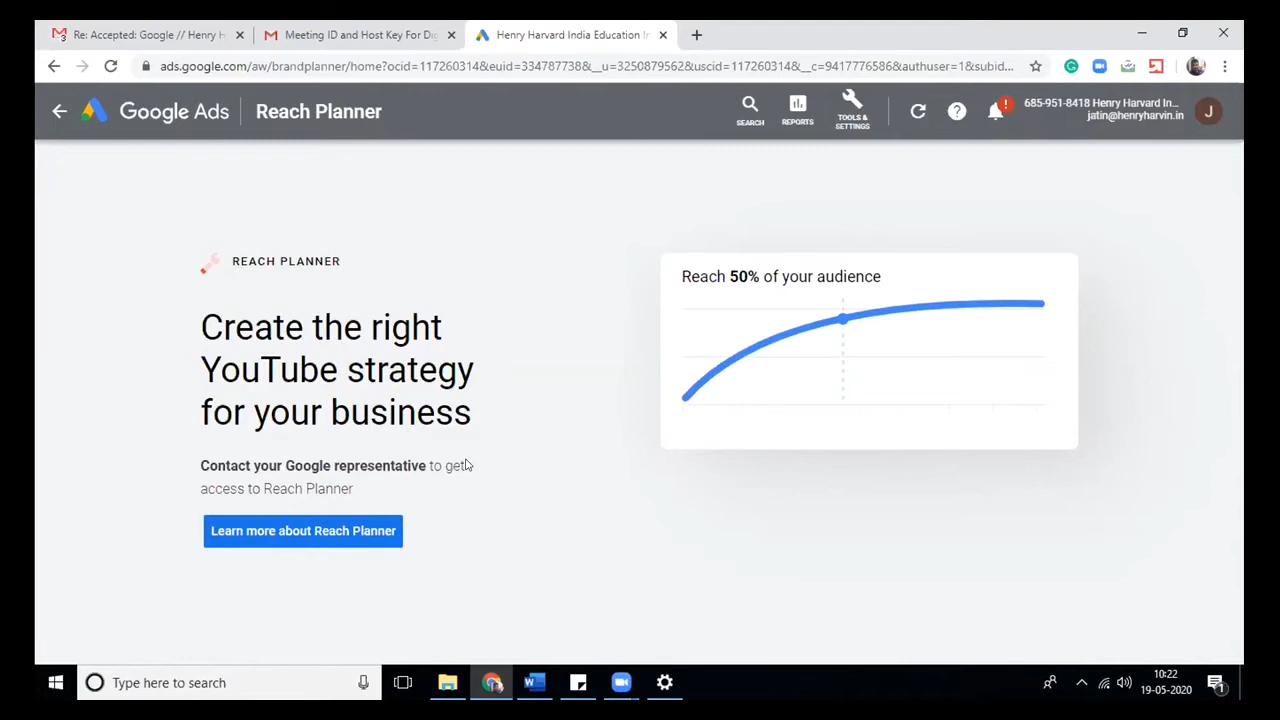 Re: Accepted: Google // Henry H
Meeting ID and Host Key For Dig
Henry Harvard India Education In
ads.google.com/aw/brandplanner/home?ocid=117260314&euid=334787738&__u=3250879562&uscid=117260314&__c=9417776586&authuser=1&subid...
Google Ads
Reach Planner
SEARCH
REPORTS
TOOLS &
SETTINGS
685-951-8418 Henry Harvard In...
jatin@henryharvin.in
J
REACH PLANNER
Create the right
YouTube strategy
for your business
Contact your Google representative to get
access to Reach Planner
Learn more about Reach Planner
Reach 50% of your audience
Type here to search
10:22
19-05-2020
1